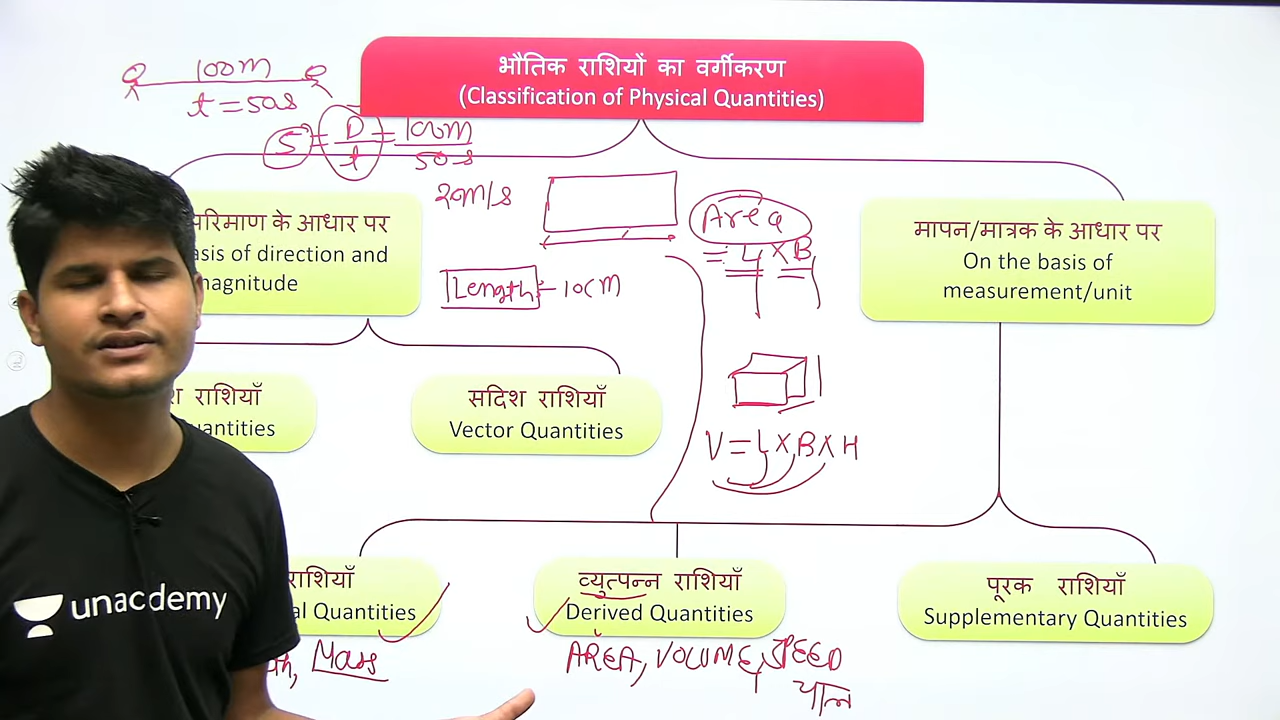 भौतिक राशियों का वर्गीकरण
(Classification of Physical Quantities)
100m
t = 50s
S = D/t = 100m/50s
2m/s
परिमाण के आधार पर
asis of direction and
magnitude
Area
= L × B
Length - 10cm
मापन/मात्रक के आधार पर
On the basis of
measurement/unit
श राशियाँ
uantities
सदिश राशियाँ
Vector Quantities
V = L × B × H
राशियाँ
al Quantities
Mass
व्युत्पन्न राशियाँ
Derived Quantities
AREA, VOLUME, SPEED
चाल
पूरक राशियाँ
Supplementary Quantities
unacademy